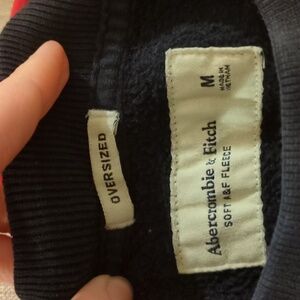 OVERSIZED
Abercrombie & Fitch
SOFT A&F FLEECE
M
MADE IN
VIETNAM